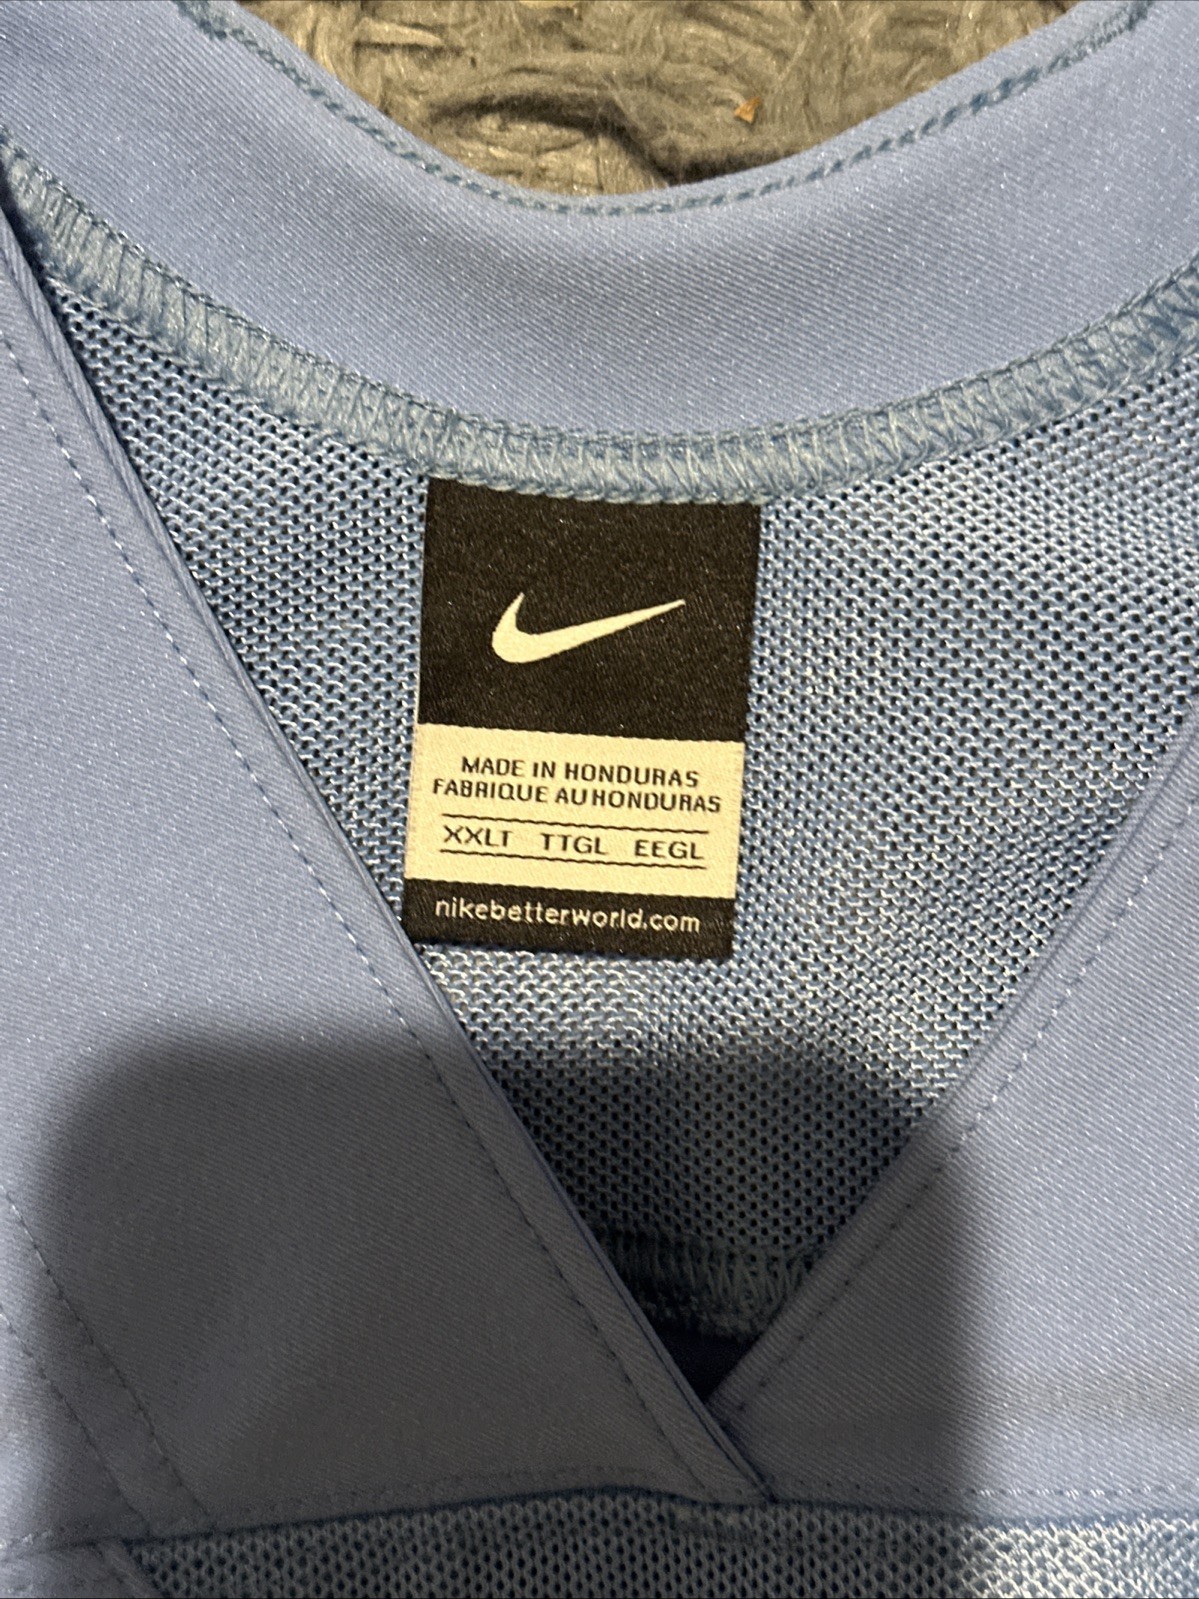 MADE IN HONDURAS
FABRIQUE AU HONDURAS
XXLT TTGL EEGL
nikebetterworld.com